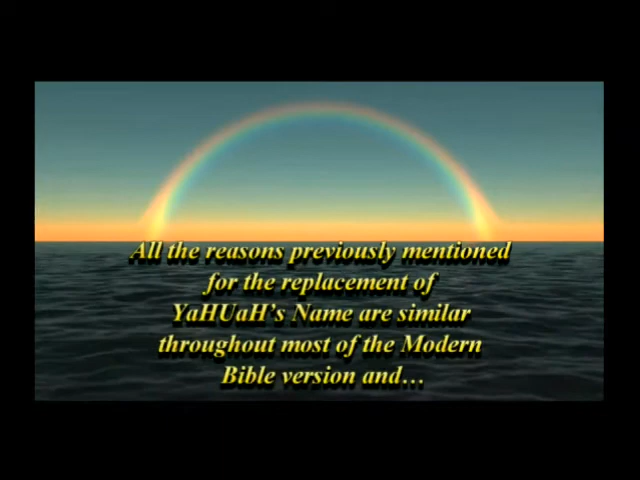 All the reasons previously mentioned
for the replacement of
YaHUaH's Name are similar
throughout most of the Modern
Bible version and…